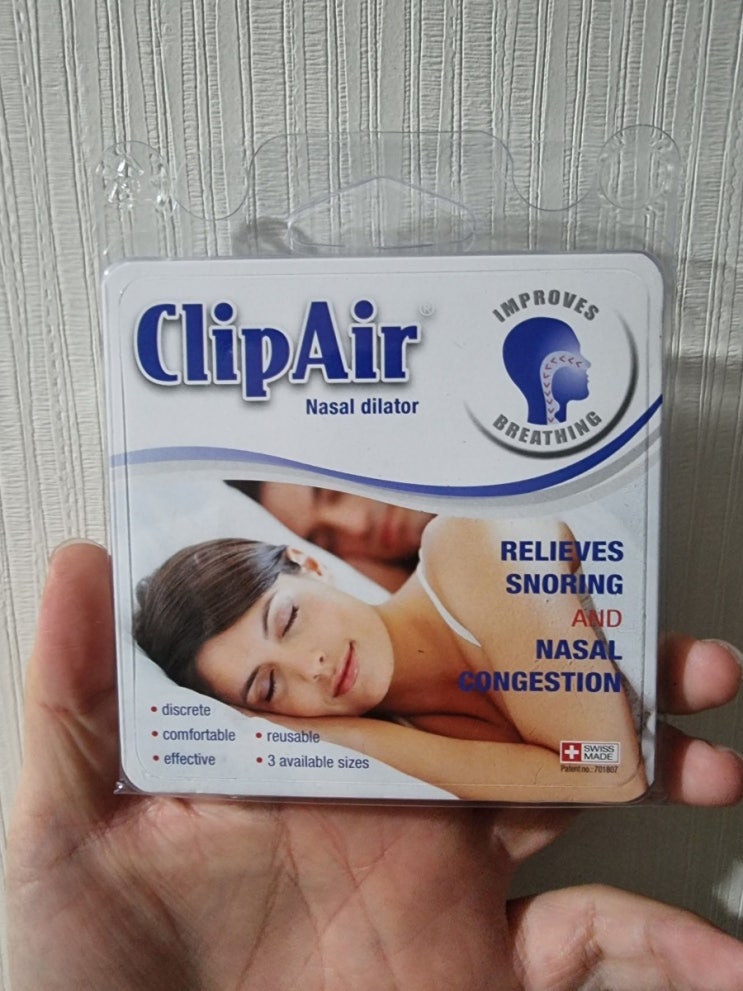 ClipAir®
Nasal dilator
IMPROVES
BREATHING
RELIEVES
SNORING
AND
NASAL
CONGESTION
• discrete
• comfortable
• effective
• reusable
• 3 available sizes
SWISS
MADE
Patent no.: 701807